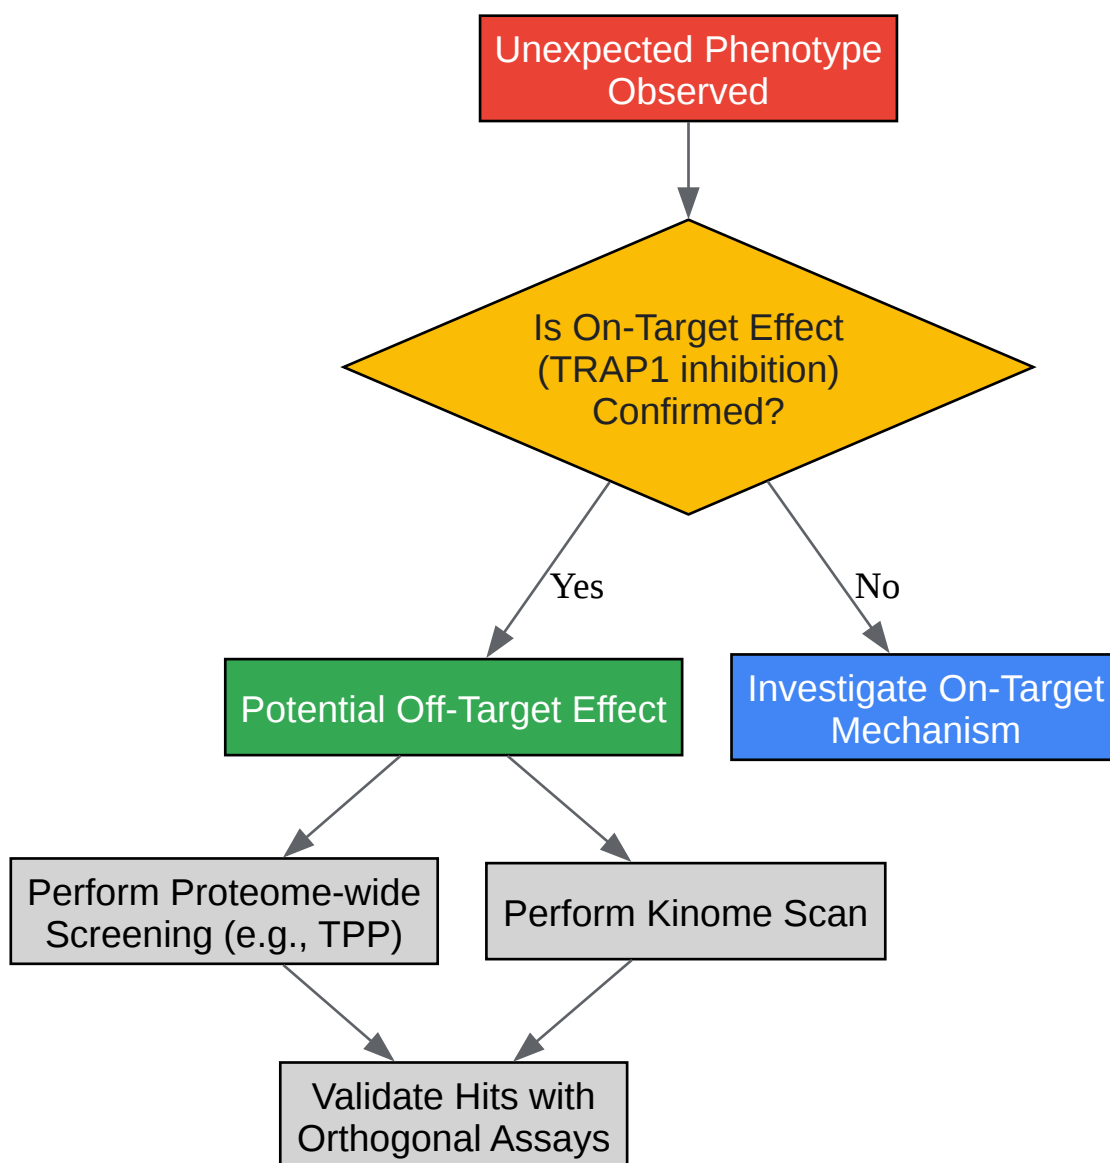 Unexpected Phenotype
Observed
Is On-Target Effect
(TRAP1 inhibition)
Confirmed?
Yes
No
Potential Off-Target Effect
Investigate On-Target
Mechanism
Perform Proteome-wide
Screening (e.g., TPP)
Perform Kinome Scan
Validate Hits with
Orthogonal Assays